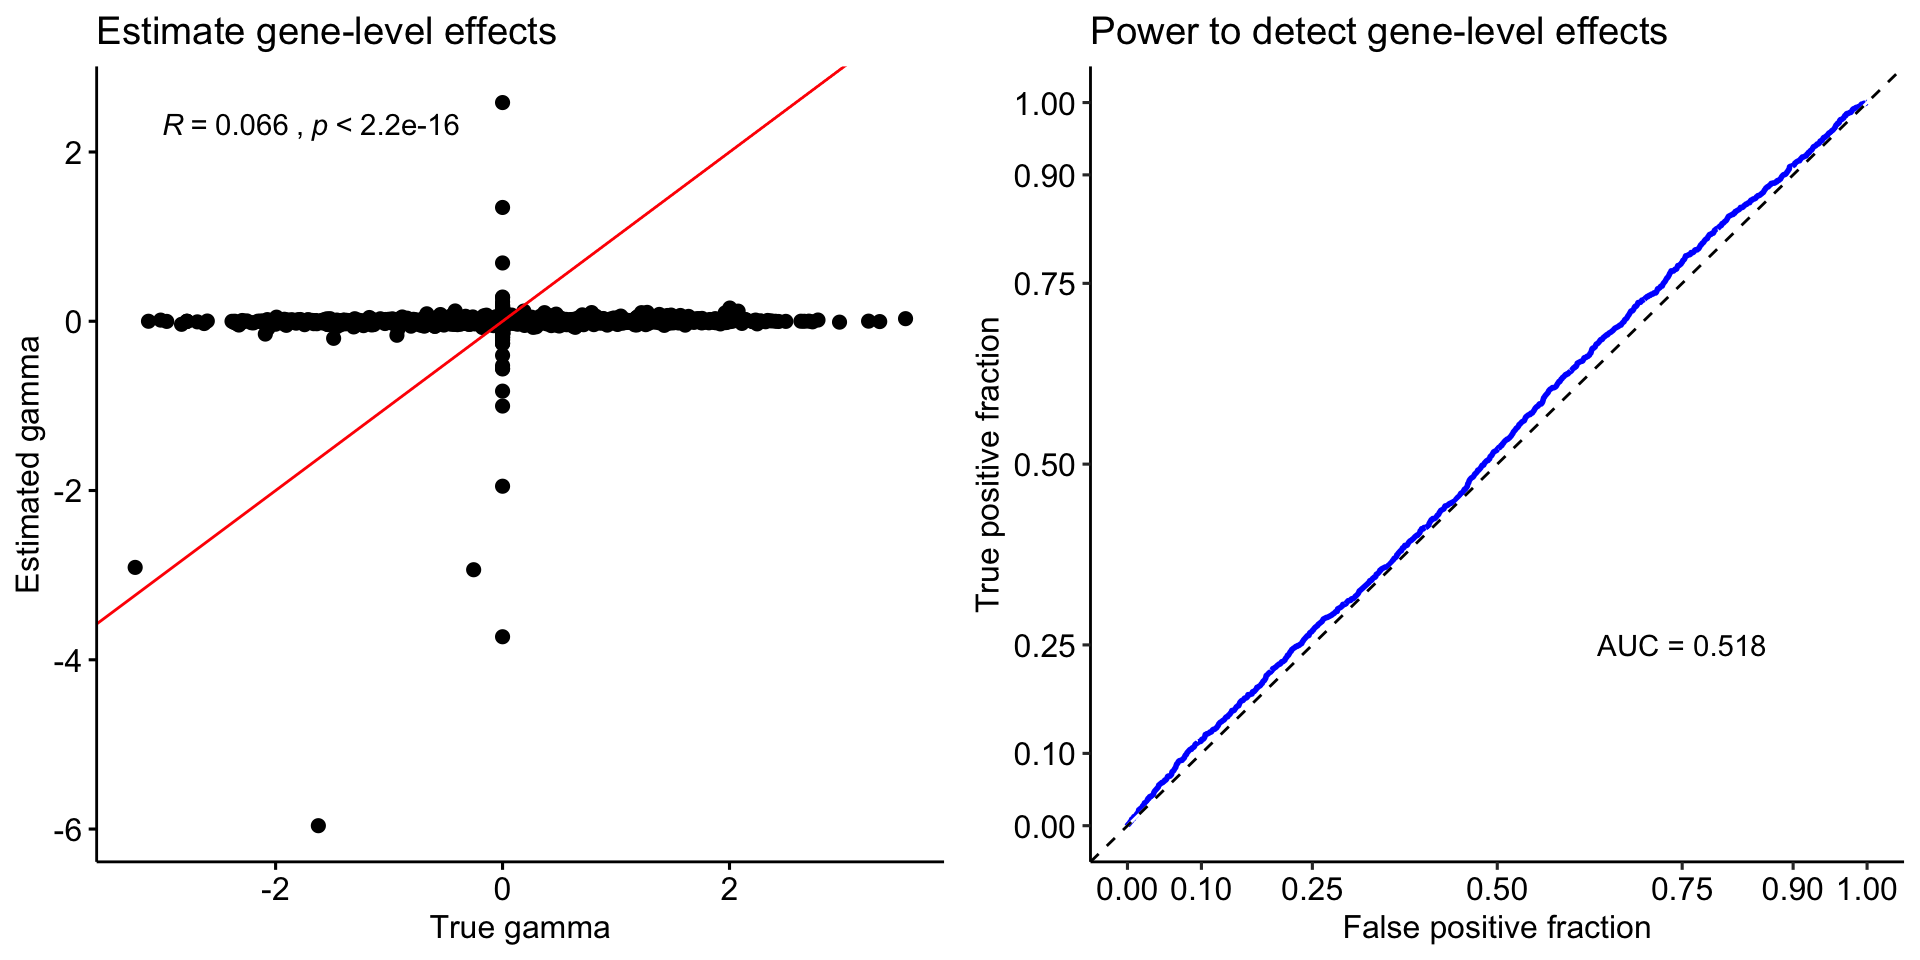 Estimate gene-level effects
R = 0.066 , p < 2.2e-16
2
0
-2
-4
-6
Estimated gamma
-2 0 2
True gamma
Power to detect gene-level effects
1.00
0.90
0.75
0.50
0.25
0.10
0.00
True positive fraction
AUC = 0.518
0.00 0.10 0.25 0.50 0.75 0.90 1.00
False positive fraction